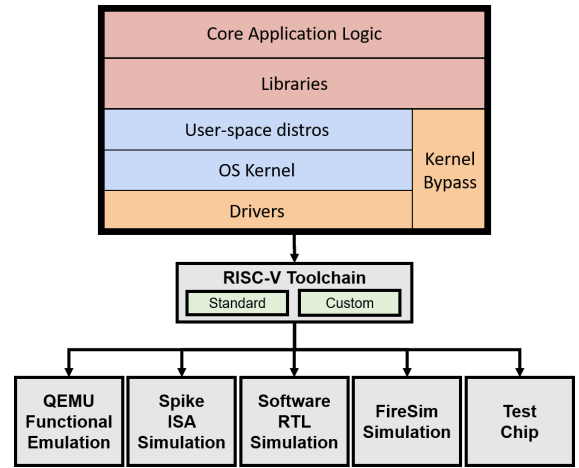 Core Application Logic
Libraries
User-space distros
OS Kernel
Drivers
Kernel
Bypass
RISC-V Toolchain
Standard
Custom
QEMU
Functional
Emulation
Spike
ISA
Simulation
Software
RTL
Simulation
FireSim
Simulation
Test
Chip